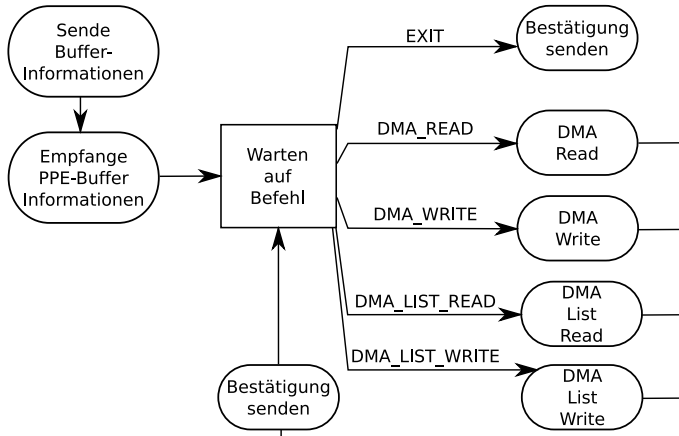 Sende
Buffer-
Informationen
Empfange
PPE-Buffer
Informationen
Warten
auf
Befehl
EXIT
Bestätigung
senden
DMA_READ
DMA
Read
DMA_WRITE
DMA
Write
DMA_LIST_READ
DMA
List
Read
DMA_LIST_WRITE
DMA
List
Write
Bestätigung
senden